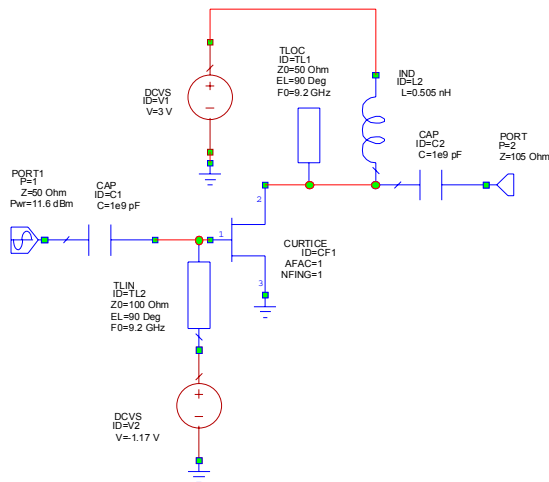 TLOC
ID=TL1
Z0=50 Ohm
EL=90 Deg
F0=9.2 GHz
IND
ID=L2
L=0.505 nH
DCVS
ID=V1
V=3 V
CAP
ID=C2
C=1e9 pF
PORT
P=2
Z=105 Ohm
PORT1
P=1
Z=50 Ohm
Pwr=11.6 dBm
CAP
ID=C1
C=1e9 pF
2
1
CURTICE
ID=CF1
AFAC=1
NFING=1
3
TLIN
ID=TL2
Z0=100 Ohm
EL=90 Deg
F0=9.2 GHz
DCVS
ID=V2
V=-1.17 V